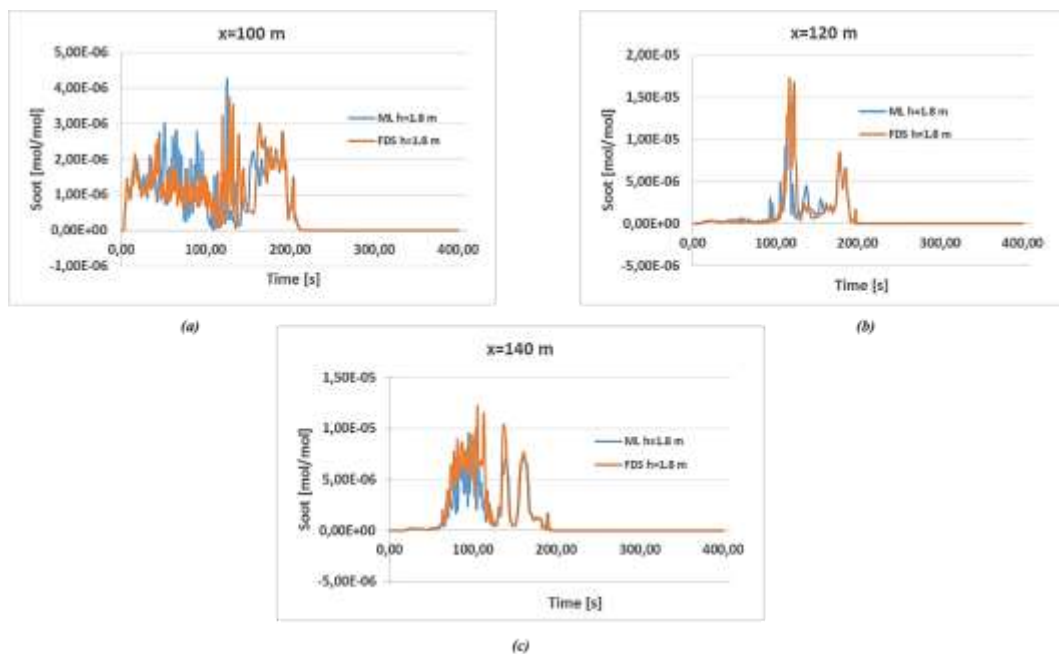 x=100 m
5,00E-06
4,00E-06
3,00E-06
2,00E-06
1,00E-06
0,00E+00
-1,00E-06
Soot [mol/mol]
ML h=1.8 m
FDS h=1.8 m
0,00 100,00 200,00 300,00 400,00
Time [s]
(a)
x=120 m
2,00E-05
1,50E-05
1,00E-05
5,00E-06
0,00E+00
-5,00E-06
Soot [mol/mol]
ML h=1.8 m
FDS h=1.8 m
0,00 100,00 200,00 300,00 400,00
Time [s]
(b)
x=140 m
1,50E-05
1,00E-05
5,00E-06
0,00E+00
-5,00E-06
Soot [mol/mol]
ML h=1.8 m
FDS h=1.8 m
0,00 100,00 200,00 300,00 400,00
Time [s]
(c)